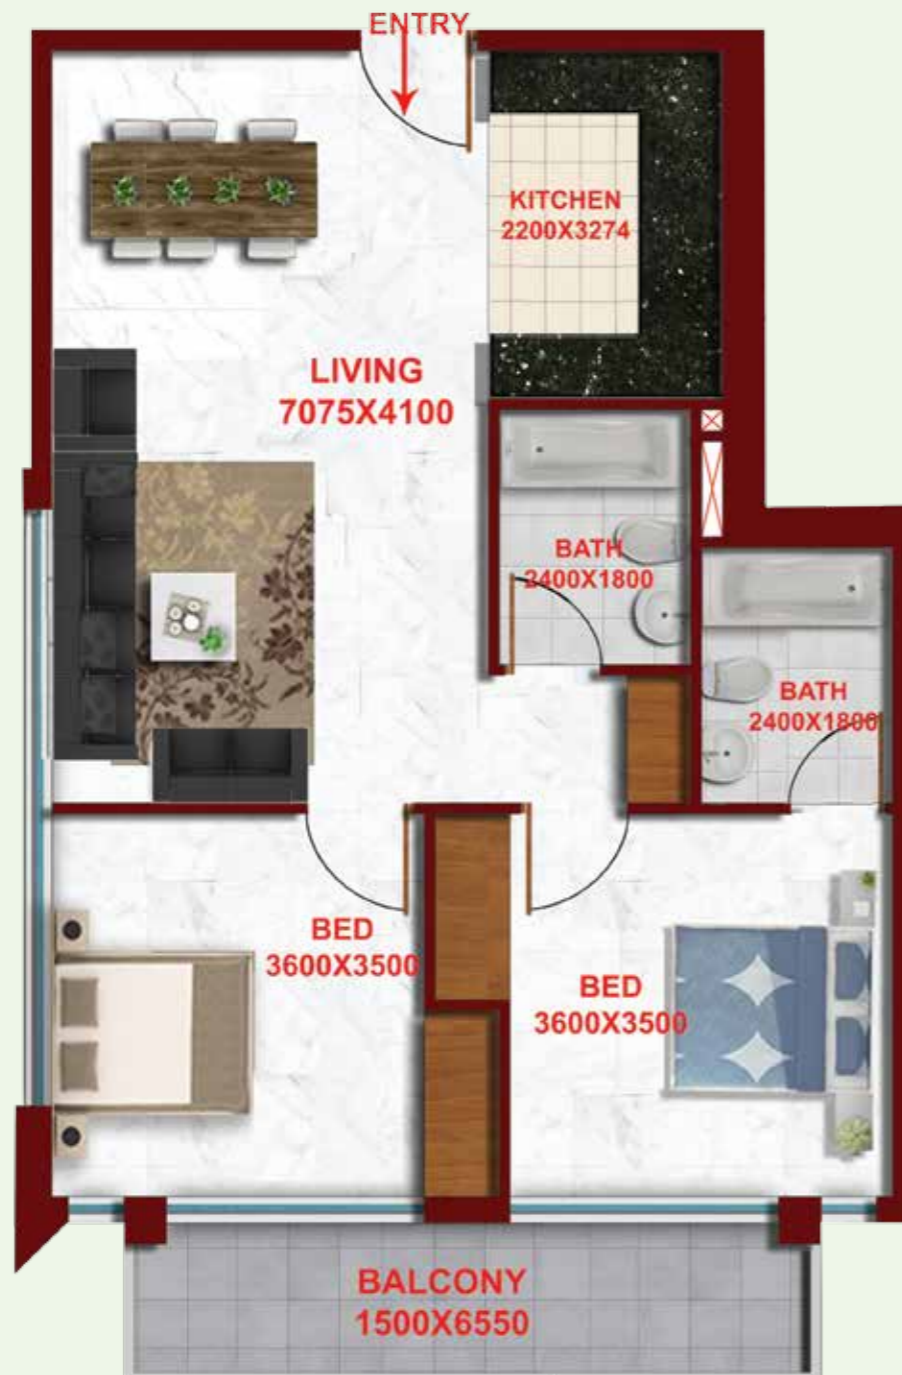 ENTRY
KITCHEN
2200X3274
LIVING
7075X4100
BATH
2400X1800
BATH
2400X1800
BED
3600X3500
BED
3600X3500
BALCONY
1500X6550